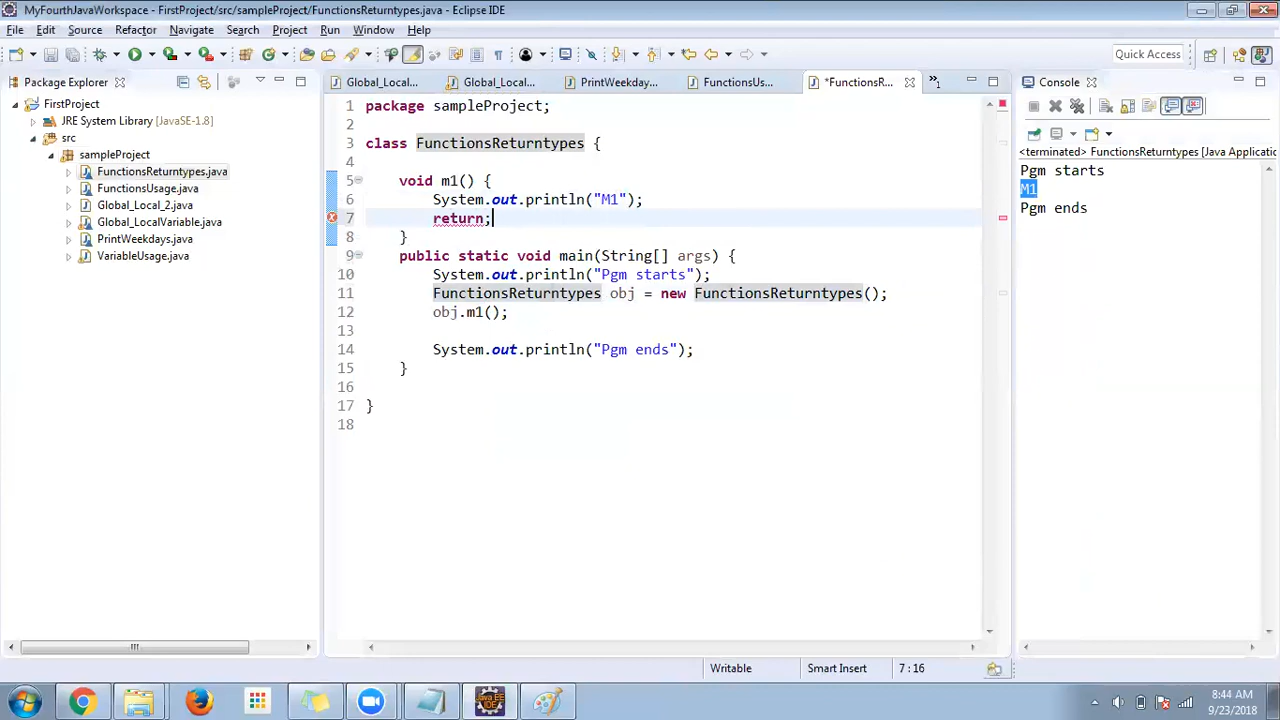 MyFourthJavaWorkspace - FirstProject/src/sampleProject/FunctionsReturntypes.java - Eclipse IDE
File Edit Source Refactor Navigate Search Project Run Window Help
Quick Access
Package Explorer
FirstProject
JRE System Library [JavaSE-1.8]
src
sampleProject
FunctionsReturntypes.java
FunctionsUsage.java
Global_Local_2.java
Global_LocalVariable.java
PrintWeekdays.java
VariableUsage.java
Global_Local... Global_Local... PrintWeekday... FunctionsUs... *FunctionsR... »1
1 package sampleProject;
2
3 class FunctionsReturntypes {
4
5 void m1() {
6 System.out.println("M1");
7 return;
8 }
9 public static void main(String[] args) {
10 System.out.println("Pgm starts");
11 FunctionsReturntypes obj = new FunctionsReturntypes();
12 obj.m1();
13
14 System.out.println("Pgm ends");
15 }
16
17 }
18
Console
<terminated> FunctionsReturntypes [Java Applicatio
Pgm starts
M1
Pgm ends
Writable Smart Insert 7 : 16
Java EE
IDE
8:44 AM
9/23/2018